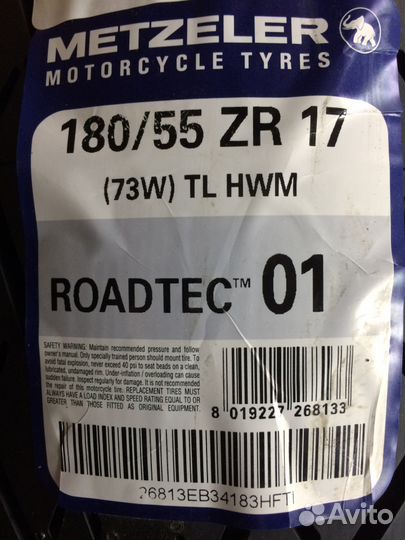 METZELER
MOTORCYCLE TYRES
180/55 ZR 17
(73W) TL HWM
ROADTEC™ 01
SAFETY WARNING: Maintain recommended pressure and follow
owner's manual. Only specially trained person should mount tire. To
avoid fatal explosion, never exceed 40 psi to seat beads on a clean,
lubricated, undamaged rim. Under-inflation / overloading can cause
sudden failure. Inspect regularly for damage. It is not recommended
the repair of this motorcycle tire. REPLACEMENT TIRES MUST
ALWAYS HAVE A LOAD INDEX AND SPEED RATING EQUAL TO OR
GREATER THAN THOSE FITTED AS ORIGINAL EQUIPMENT.
8 019227 268133
26813EB34183HFTI
Avito